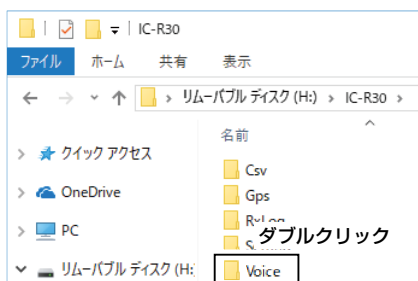 IC-R30
ファイル ホーム 共有 表示
リムーバブル ディスク (H:) > IC-R30 >
名前
クイック アクセス
Csv
OneDrive
Gps
PC
ダブルクリック
リムーバブル ディスク (H:
Voice